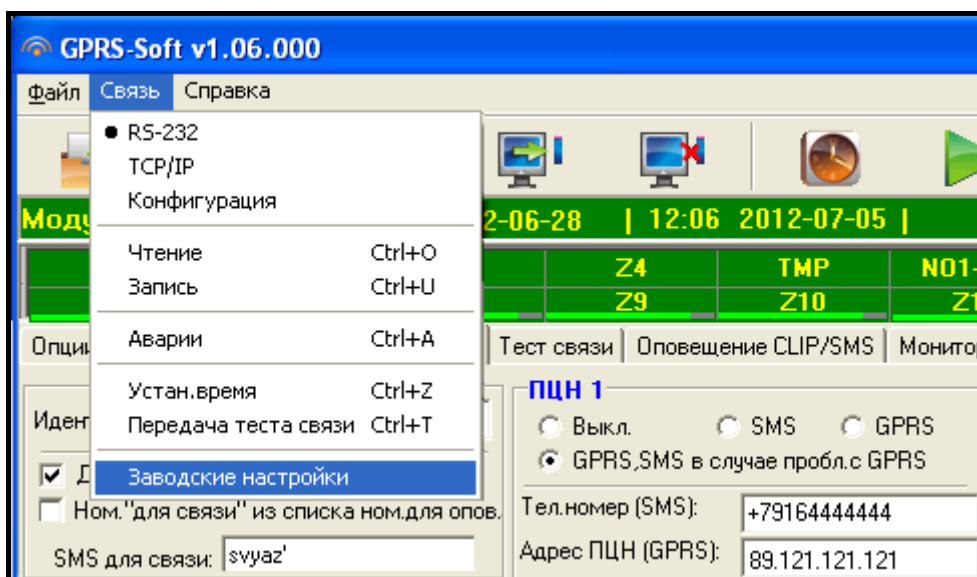 GPRS-Soft v1.06.000
Файл Связь Справка
RS-232
TCP/IP
Конфигурация
Чтение Ctrl+O
Запись Ctrl+U
Аварии Ctrl+A
Устан.время Ctrl+Z
Передача теста связи Ctrl+T
Заводские настройки
2-06-28 | 12:06 2012-07-05 |
Z4 TMP NO1-
Z9 Z10
Тест связи Оповещение CLIP/SMS
ПЦН 1
Выкл. SMS GPRS
GPRS,SMS в случае пробл.с GPRS
Ном."для связи" из списка ном.для опов.
Тел.номер (SMS): +79164444444
SMS для связи: svyaz'
Адрес ПЦН (GPRS): 89.121.121.121